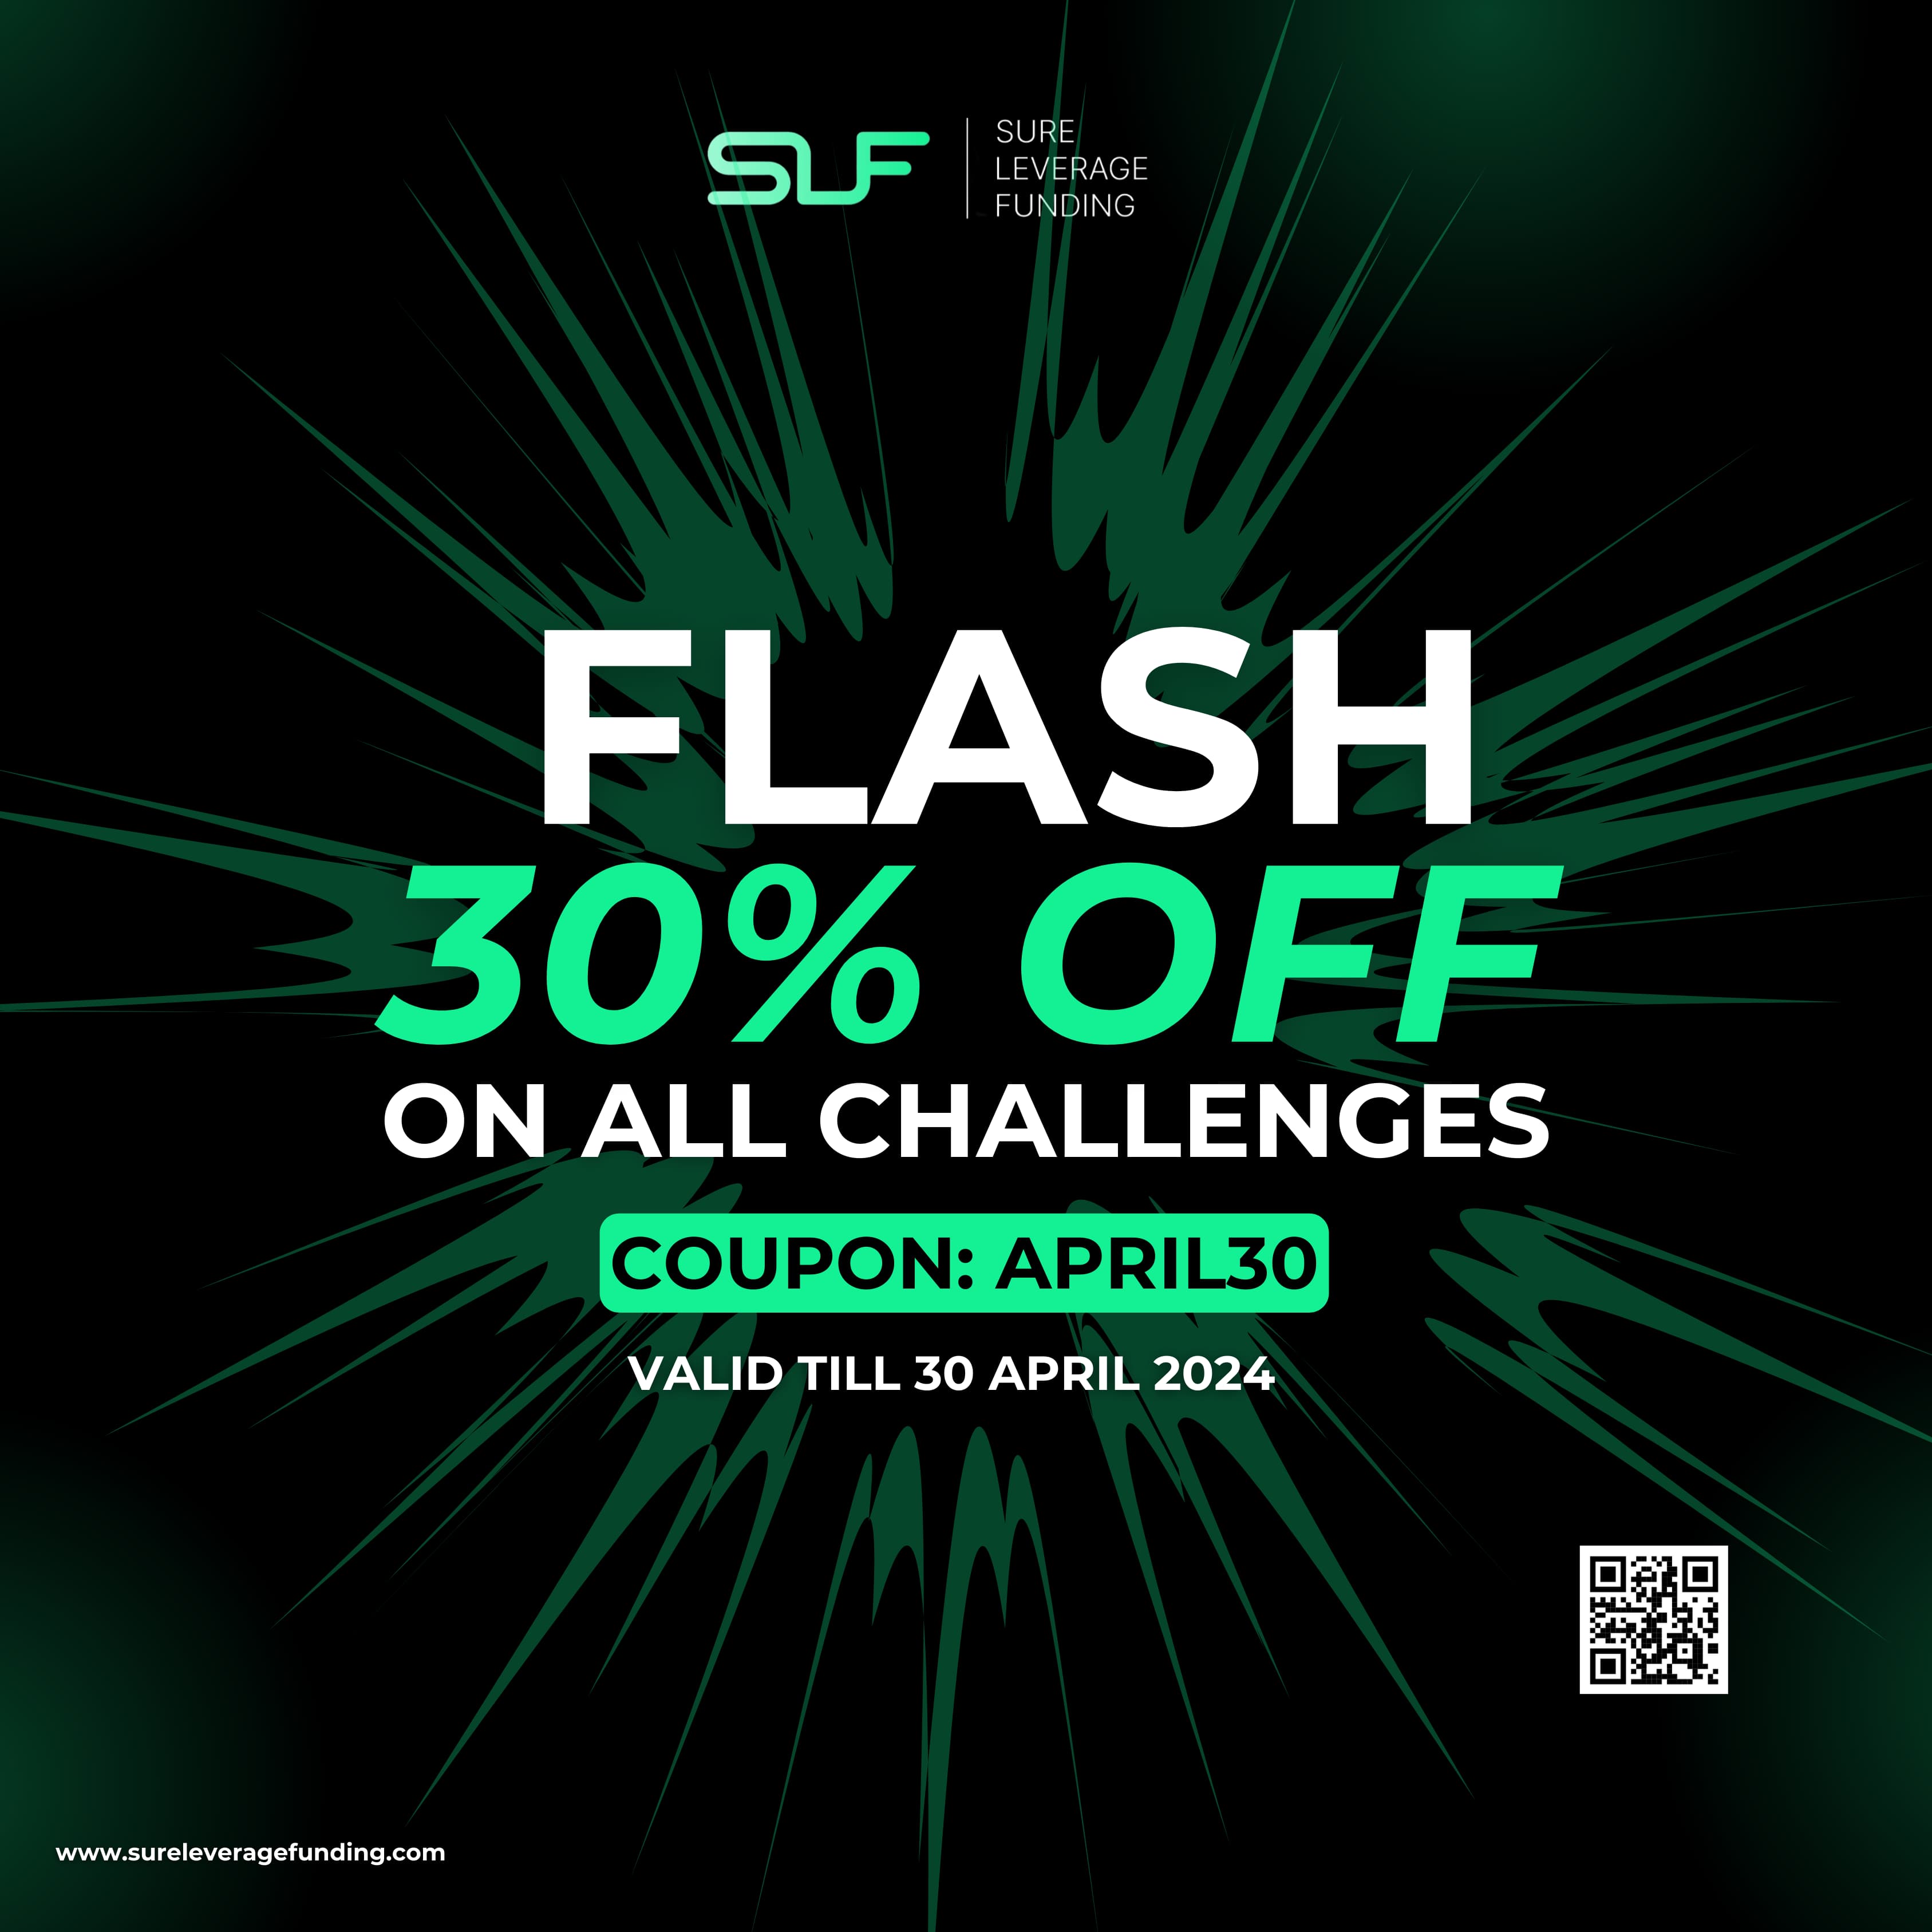 SLF
SURE
LEVERAGE
FUNDING
FLASH
30% OFF
ON ALL CHALLENGES
COUPON: APRIL30
VALID TILL 30 APRIL 2024
www.sureleveragefunding.com